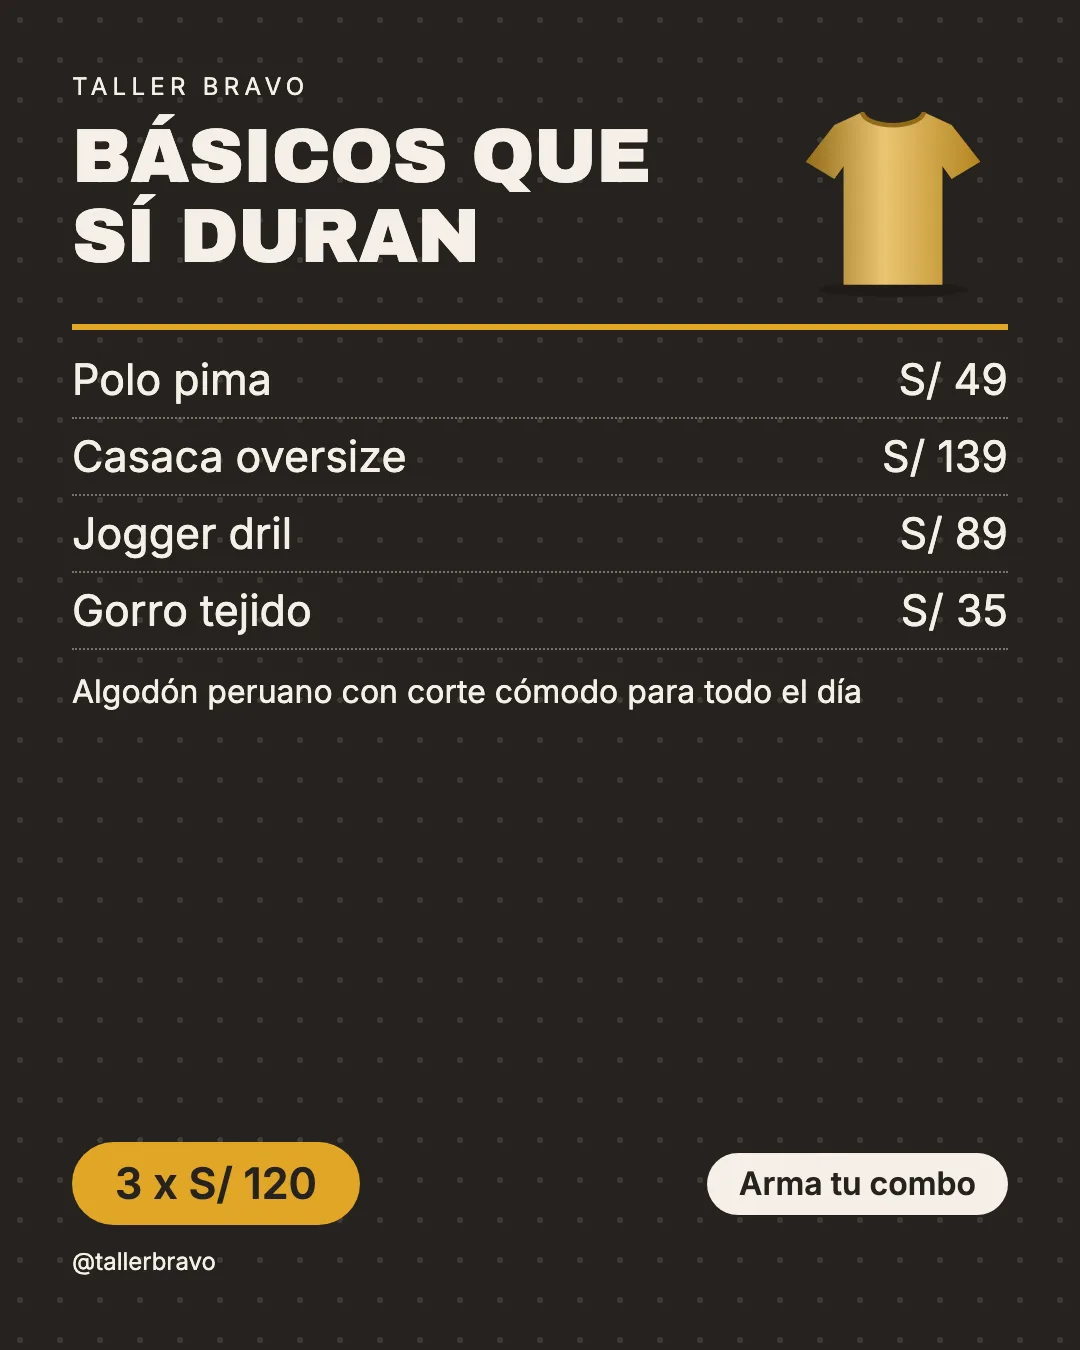 TALLER BRAVO
BÁSICOS QUE
SÍ DURAN
Polo pima S/ 49
Casaca oversize S/ 139
Jogger dril S/ 89
Gorro tejido S/ 35
Algodón peruano con corte cómodo para todo el día
3 x S/ 120 Arma tu combo
@tallerbravo